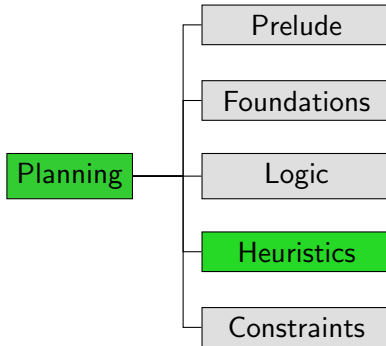 Prelude
Foundations
Planning
Logic
Heuristics
Constraints